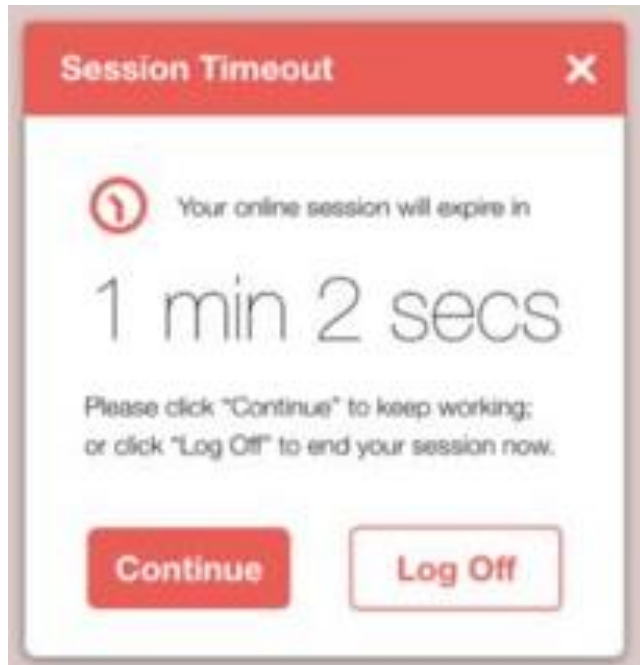 Session Timeout
Your online session will expire in
1 min 2 secs
Please click "Continue" to keep working;
or click "Log Off" to end your session now.
Continue
Log Off